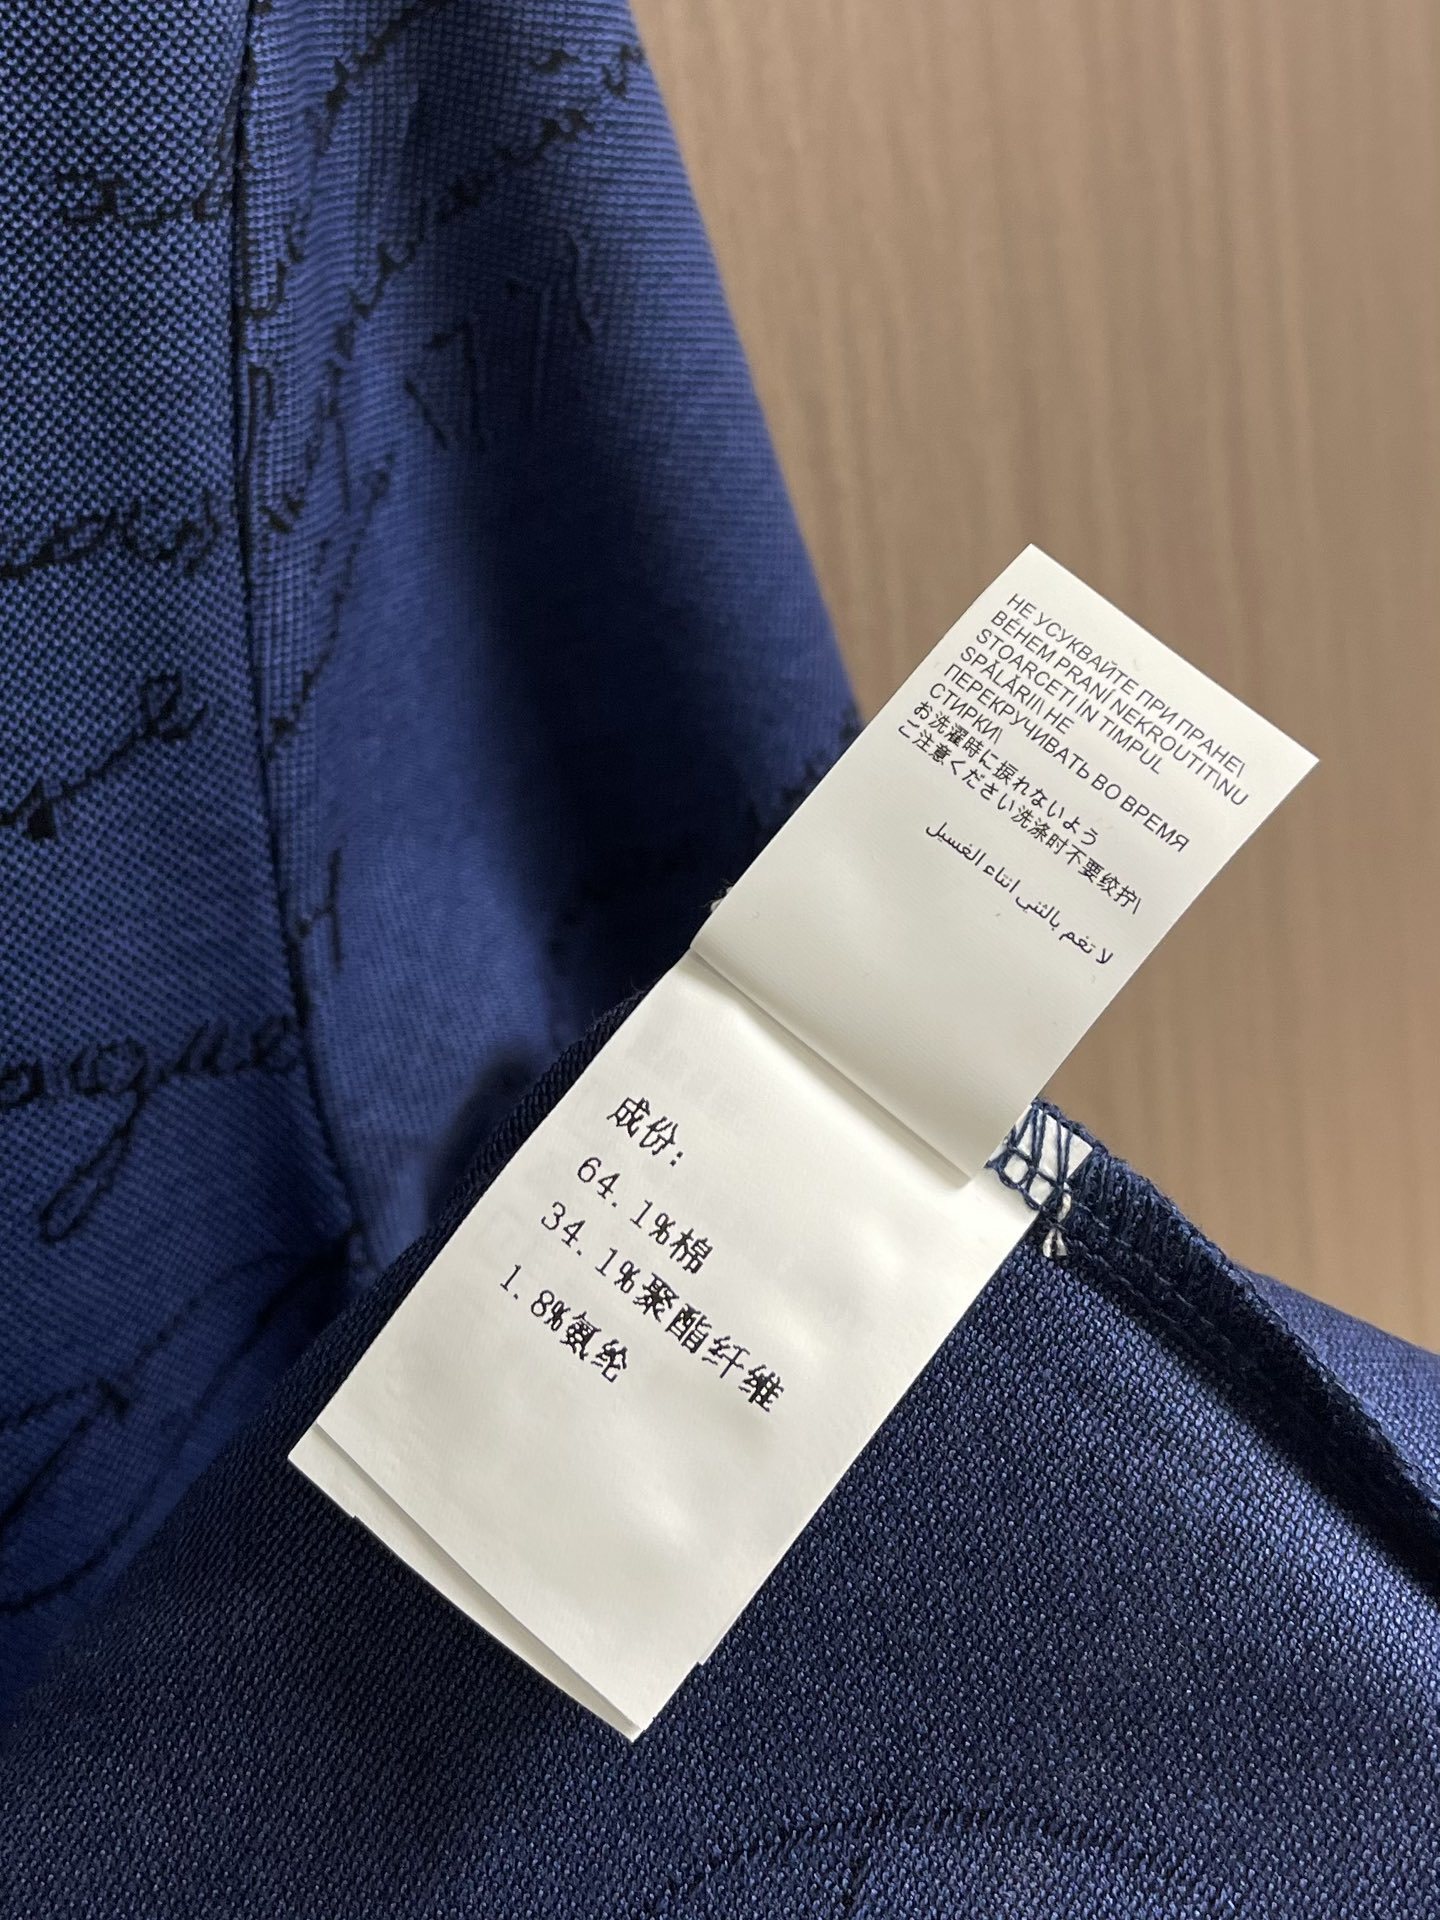 НЕ УСУКВАЙТЕ ПРИ ПРАНЕ\
BĚHEM PRANÍ NEKROUTIT\NU
STOARCEȚI ÎN TIMPUL
SPĂLĂRII\ НЕ
ПЕРЕКРУЧИВАТЬ ВО ВРЕМЯ
СТИРКИ\
お洗濯時に捩れないよう
ご注意ください洗涤时不要绞拧\
لا تقم بالثني اثناء الغسيل
成份:
64.1%棉
34.1%聚酯纤维
1.8%氨纶